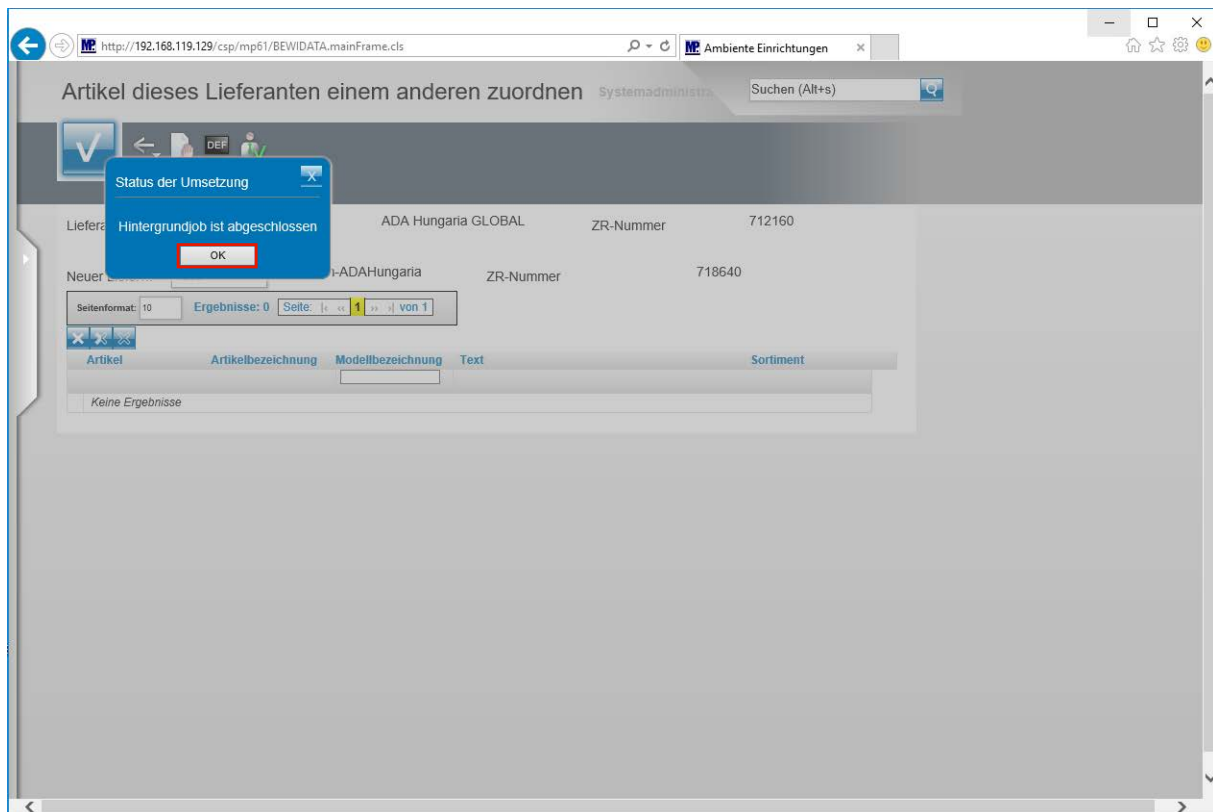 http://192.168.119.129/csp/mp61/BEWIDATA.mainFrame.cls
MP Ambiente Einrichtungen
Artikel dieses Lieferanten einem anderen zuordnen
Suchen (Alt+s)
DEF
Status der Umsetzung X
Hintergrundjob ist abgeschlossen
OK
ADA Hungaria GLOBAL ZR-Nummer 712160
Neuer -ADAHungaria ZR-Nummer 718640
Seitenformat: 10 Ergebnisse: 0 Seite: |‹ ‹‹ 1 ›› ›| von 1
Artikel Artikelbezeichnung Modellbezeichnung Text Sortiment
Keine Ergebnisse